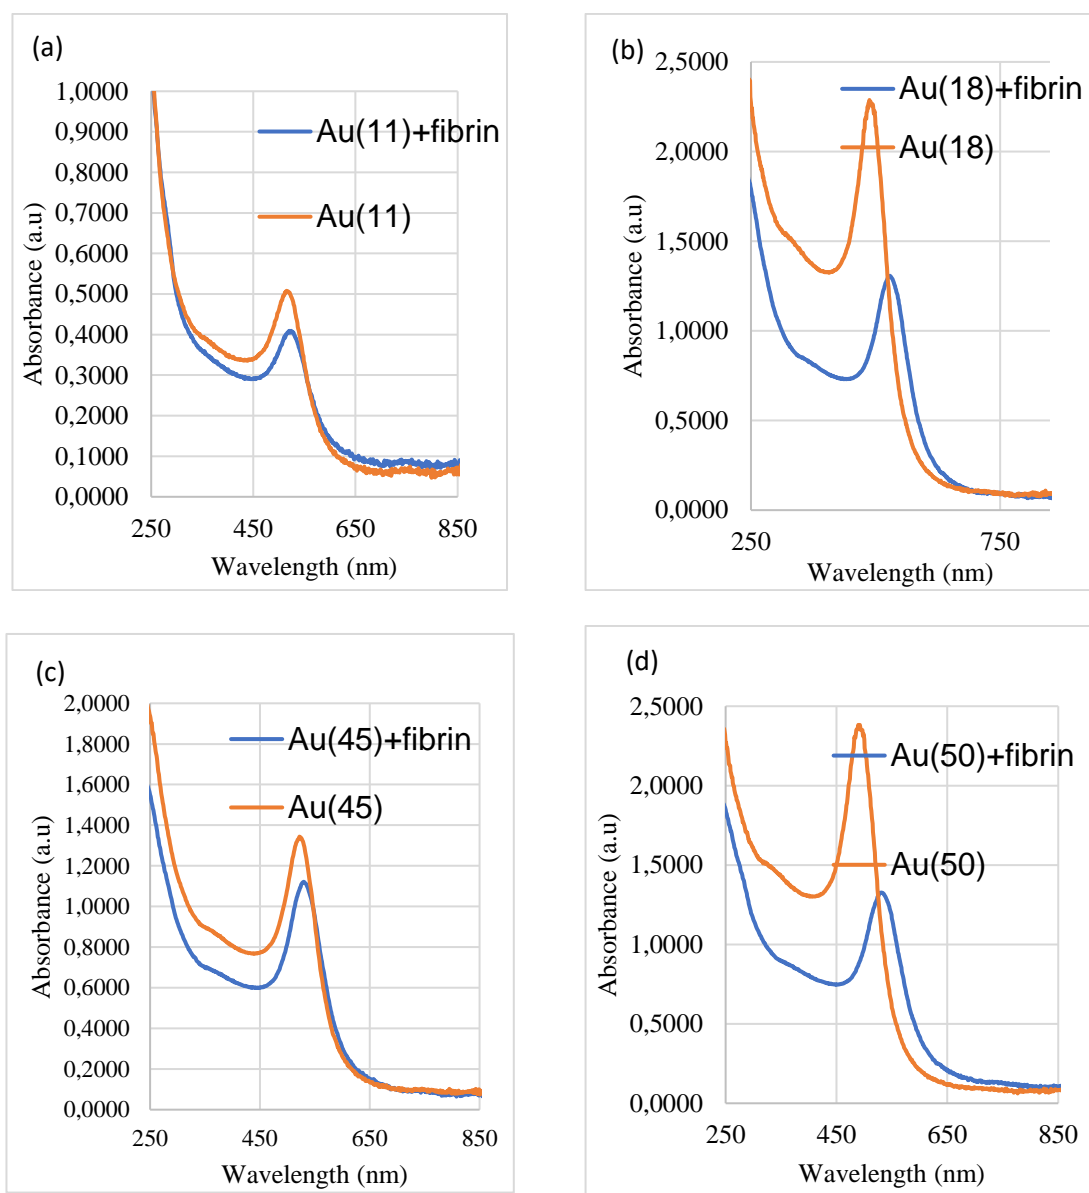 (a)
1,0000
0,9000
0,8000
0,7000
0,6000
0,5000
0,4000
0,3000
0,2000
0,1000
0,0000
Au(11)+fibrin
Au(11)
Absorbance (a.u)
250 450 650 850
Wavelength (nm)
(b)
2,5000
2,0000
1,5000
1,0000
0,5000
0,0000
Au(18)+fibrin
Au(18)
Absorbance (a.u)
250 750
Wavelength (nm)
(c)
2,0000
1,8000
1,6000
1,4000
1,2000
1,0000
0,8000
0,6000
0,4000
0,2000
0,0000
Au(45)+fibrin
Au(45)
Absorbance (a.u)
250 450 650 850
Wavelength (nm)
(d)
2,5000
2,0000
1,5000
1,0000
0,5000
0,0000
Au(50)+fibrin
Au(50)
Absorbance (a.u)
250 450 650 850
Wavelength (nm)